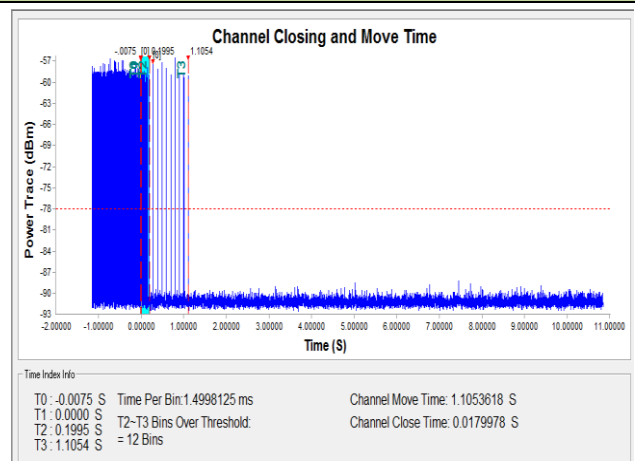 Channel Closing and Move Time
-.0075 [0] 0.1995 1.1054
T3
Power Trace (dBm)
-57
-60
-63
-66
-69
-72
-75
-78
-81
-84
-87
-90
-93
-2.00000 -1.00000 0.00000 1.00000 2.00000 3.00000 4.00000 5.00000 6.00000 7.00000 8.00000 9.00000 10.00000 11.00000
Time (S)
Time Index Info
T0 : -0.0075 S Time Per Bin:1.4998125 ms Channel Move Time: 1.1053618 S
T1 : 0.0000 S
T2 : 0.1995 S T2~T3 Bins Over Threshold: Channel Close Time: 0.0179978 S
T3 : 1.1054 S = 12 Bins